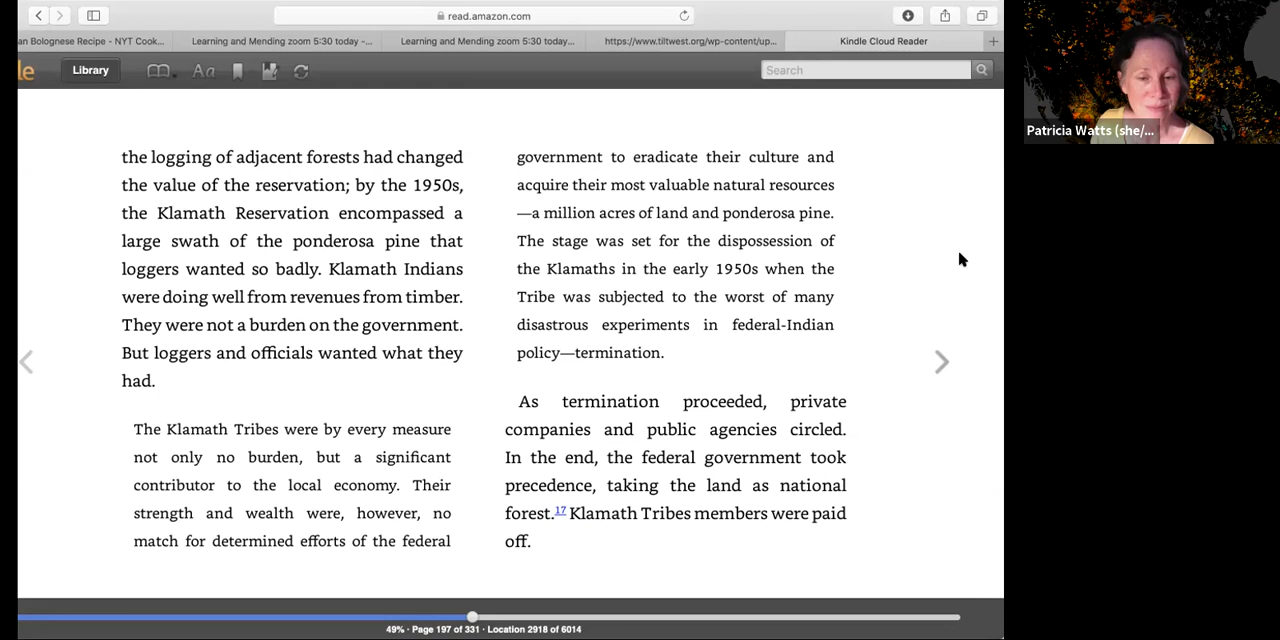 read.amazon.com
an Bolognese Recipe - NYT Cook...
Learning and Mending zoom 5:30 today -...
Learning and Mending zoom 5:30 today...
https://www.tiltwest.org/wp-content/up...
Kindle Cloud Reader
le
Library
Aa
Search
Patricia Watts (she/...
the logging of adjacent forests had changed
the value of the reservation; by the 1950s,
the Klamath Reservation encompassed a
large swath of the ponderosa pine that
loggers wanted so badly. Klamath Indians
were doing well from revenues from timber.
They were not a burden on the government.
But loggers and officials wanted what they
had.
The Klamath Tribes were by every measure
not only no burden, but a significant
contributor to the local economy. Their
strength and wealth were, however, no
match for determined efforts of the federal
government to eradicate their culture and
acquire their most valuable natural resources
—a million acres of land and ponderosa pine.
The stage was set for the dispossession of
the Klamaths in the early 1950s when the
Tribe was subjected to the worst of many
disastrous experiments in federal-Indian
policy—termination.
As termination proceeded, private
companies and public agencies circled.
In the end, the federal government took
precedence, taking the land as national
forest.17 Klamath Tribes members were paid
off.
49% · Page 197 of 331 · Location 2918 of 6014